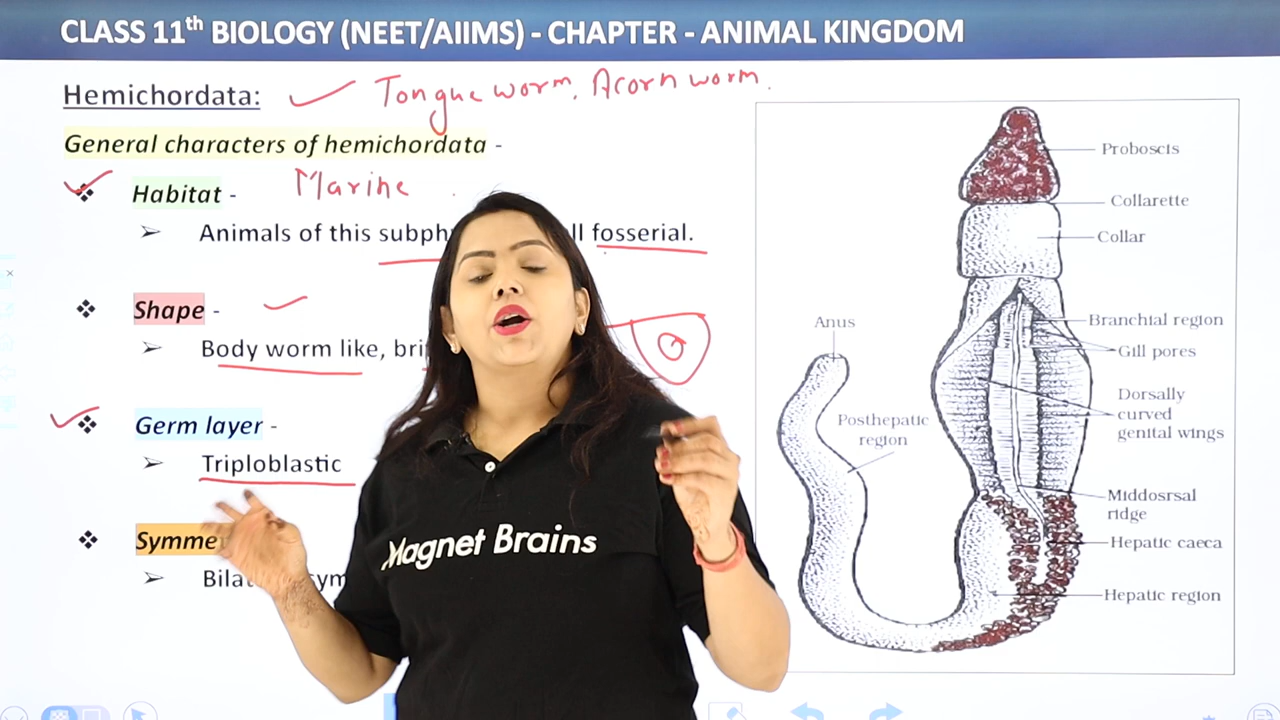 CLASS 11th BIOLOGY (NEET/AIIMS) - CHAPTER - ANIMAL KINGDOM
Hemichordata: Tongue worm, Acorn worm.
General characters of hemichordata -
Habitat - Marine
Animals of this subph ll fosserial.
Shape -
Body worm like, bri
Germ layer -
Triploblastic
Symme
Bila sym
Magnet Brains
Proboscis
Collarette
Collar
Branchial region
Gill pores
Anus
Dorsally
curved
genital wings
Posthepatic
region
Middosrsal
ridge
Hepatic caeca
Hepatic region